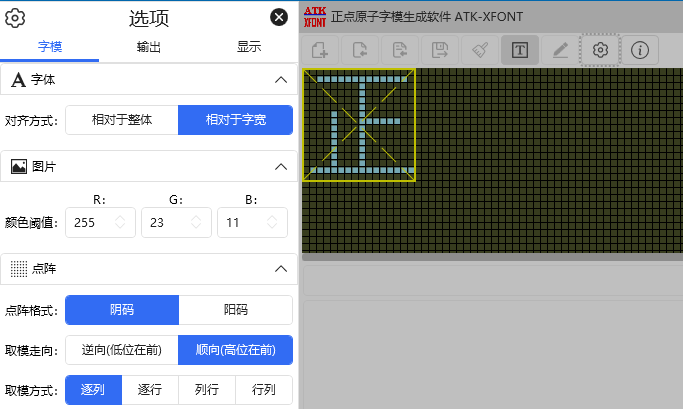 选项
字模 输出 显示
A 字体
对齐方式： 相对于整体 相对于字宽
图片
R： G： B：
颜色阈值： 255 23 11
点阵
点阵格式： 阴码 阳码
取模走向： 逆向(低位在前) 顺向(高位在前)
取模方式： 逐列 逐行 列行 行列
ATK
XFONT
正点原子字模生成软件 ATK-XFONT
T
正